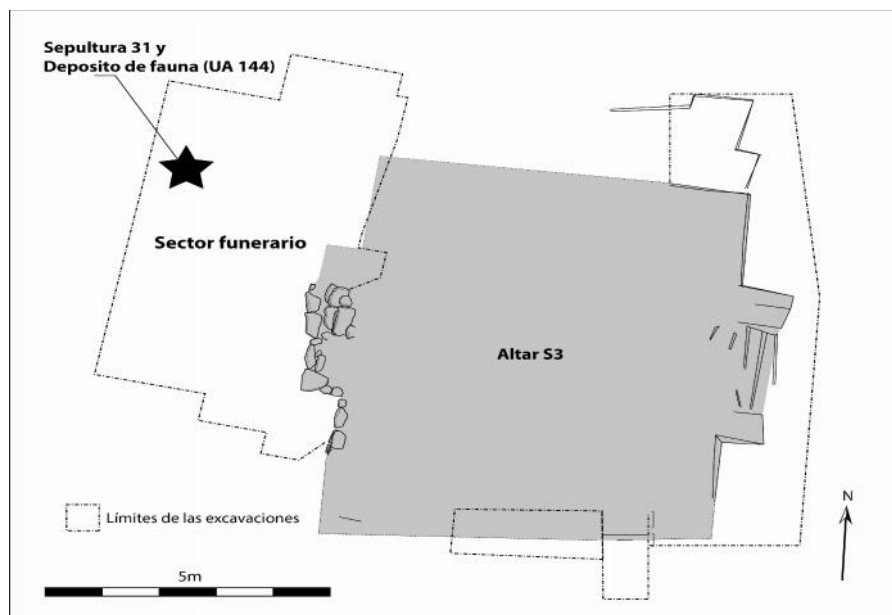 Sepultura 31 y
Deposito de fauna (UA 144)
Sector funerario
Altar S3
Límites de las excavaciones
N
5m